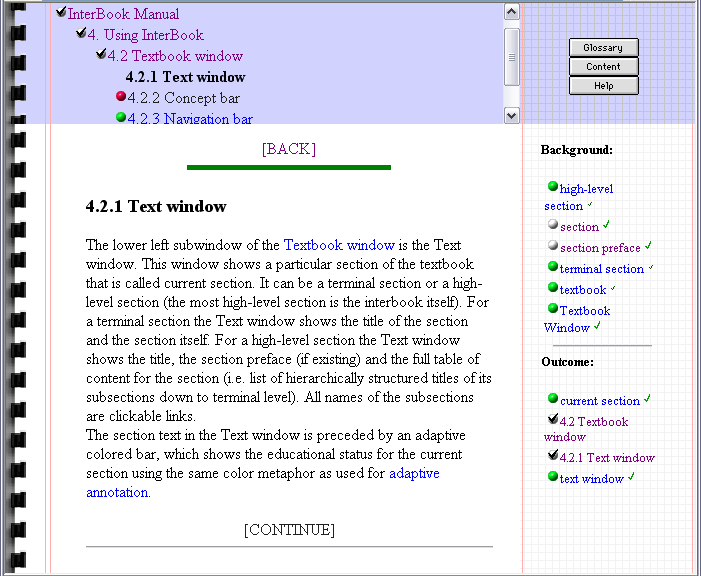 InterBook Manual
4. Using InterBook
4.2 Textbook window
4.2.1 Text window
4.2.2 Concept bar
4.2.3 Navigation bar
Glossary
Content
Help
[BACK]
4.2.1 Text window
The lower left subwindow of the Textbook window is the Text
window. This window shows a particular section of the textbook
that is called current section. It can be a terminal section or a high-
level section (the most high-level section is the interbook itself). For
a terminal section the Text window shows the title of the section
and the section itself. For a high-level section the Text window
shows the title, the section preface (if existing) and the full table of
content for the section (i.e. list of hierarchically structured titles of its
subsections down to terminal level). All names of the subsections
are clickable links.
The section text in the Text window is preceded by an adaptive
colored bar, which shows the educational status for the current
section using the same color metaphor as used for adaptive
annotation.
[CONTINUE]
Background:
high-level
section
section
section preface
terminal section
textbook
Textbook
Window
Outcome:
current section
4.2 Textbook
window
4.2.1 Text window
text window